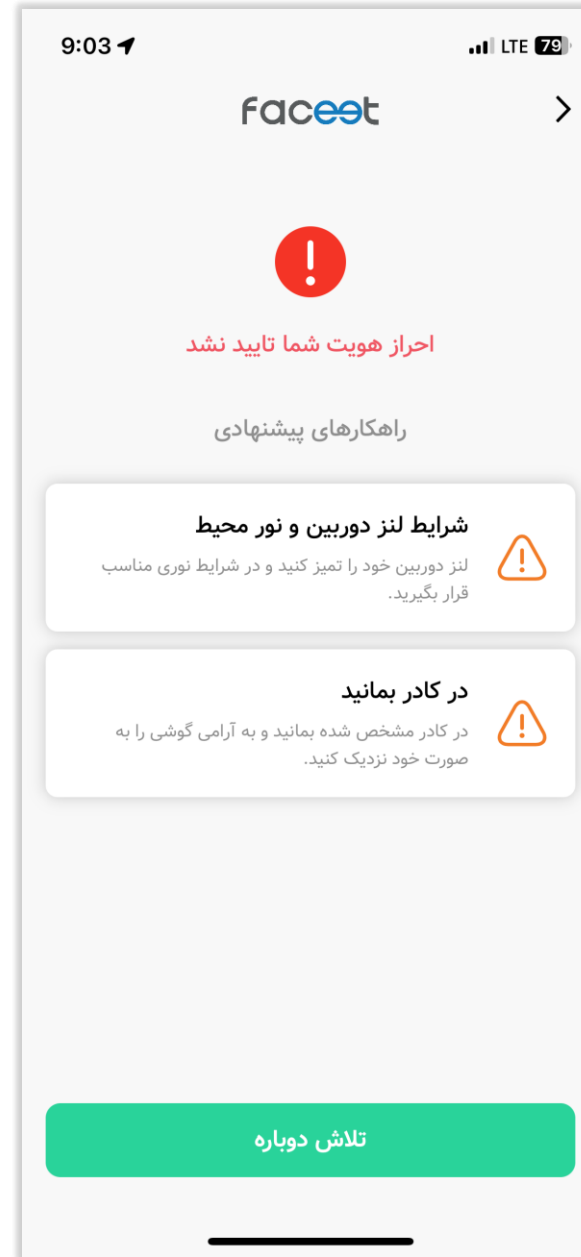 9:03
LTE 79
faceet
احراز هویت شما تایید نشد
راهکارهای پیشنهادی
شرایط لنز دوربین و نور محیط
لنز دوربین خود را تمیز کنید و در شرایط نوری مناسب
قرار بگیرید.
در کادر بمانید
در کادر مشخص شده بمانید و به آرامی گوشی را به
صورت خود نزدیک کنید.
تلاش دوباره